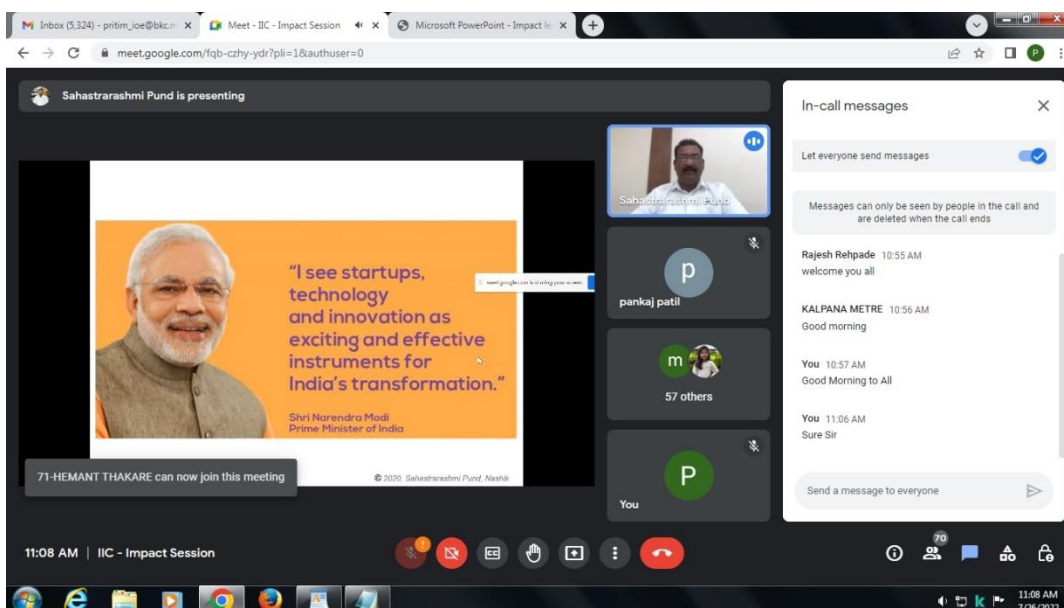 Inbox (5,324) - pritim_ioe@bkc.m
Meet - IIC - Impact Session
Microsoft PowerPoint - Impact le
meet.google.com/fqb-czhy-ydr?pli=1&authuser=0
P
Sahastrarashmi Pund is presenting
"I see startups,
technology
and innovation as
exciting and effective
instruments for
India's transformation."
Shri Narendra Modi
Prime Minister of India
© 2020, Sahastrarashmi Pund, Nashik
meet.google.com is sharing your screen.
71-HEMANT THAKARE can now join this meeting
Sahastrarashmi Pund
p
pankaj patil
m
57 others
P
You
In-call messages
Let everyone send messages
Messages can only be seen by people in the call and
are deleted when the call ends
Rajesh Rehpade 10:55 AM
welcome you all
KALPANA METRE 10:56 AM
Good morning
You 10:57 AM
Good Morning to All
You 11:06 AM
Sure Sir
Send a message to everyone
11:08 AM | IIC - Impact Session
70
11:08 AM